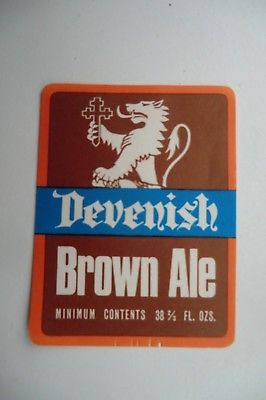 Devenish
Brown Ale
MINIMUM CONTENTS 38 2/3 FL. OZS.